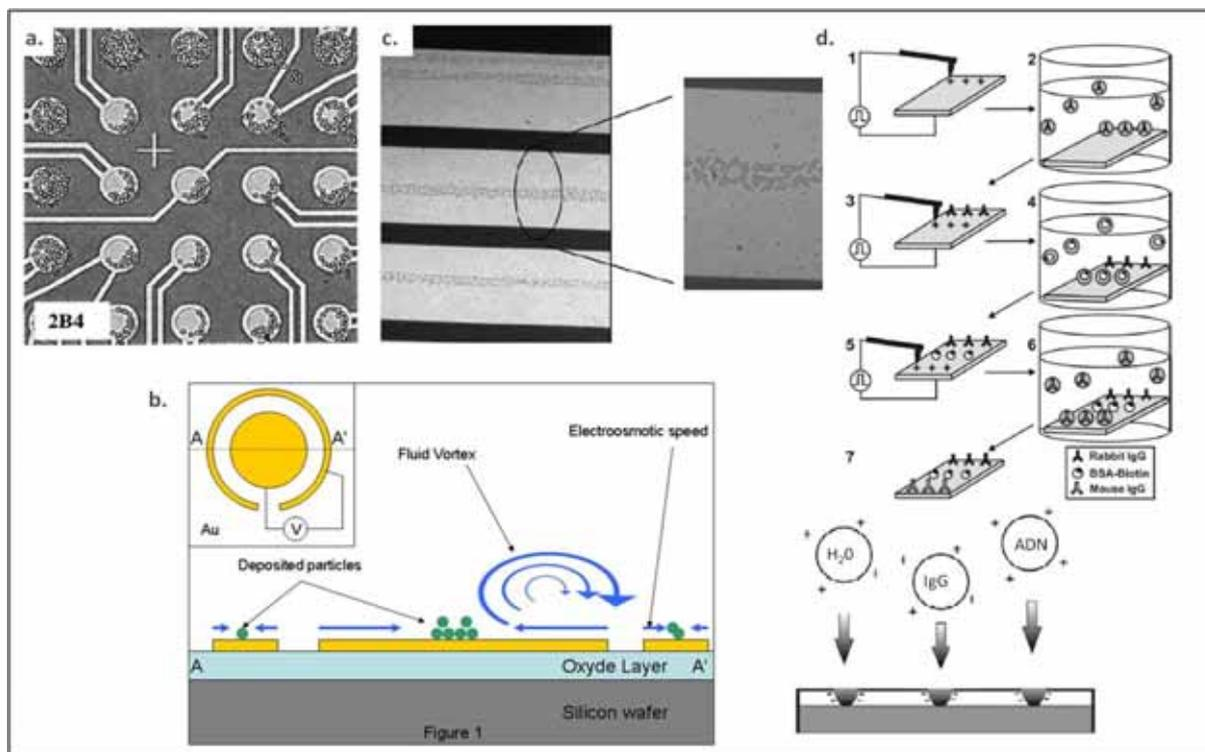 a.
2B4
c.
b.
A
A'
Au
V
Fluid Vortex
Electroosmotic speed
Deposited particles
A
Oxyde Layer
A'
Silicon wafer
Figure 1
d.
1
2
3
4
5
6
7
Rabbit IgG
BSA-Biotin
Mouse IgG
H20
IgG
ADN